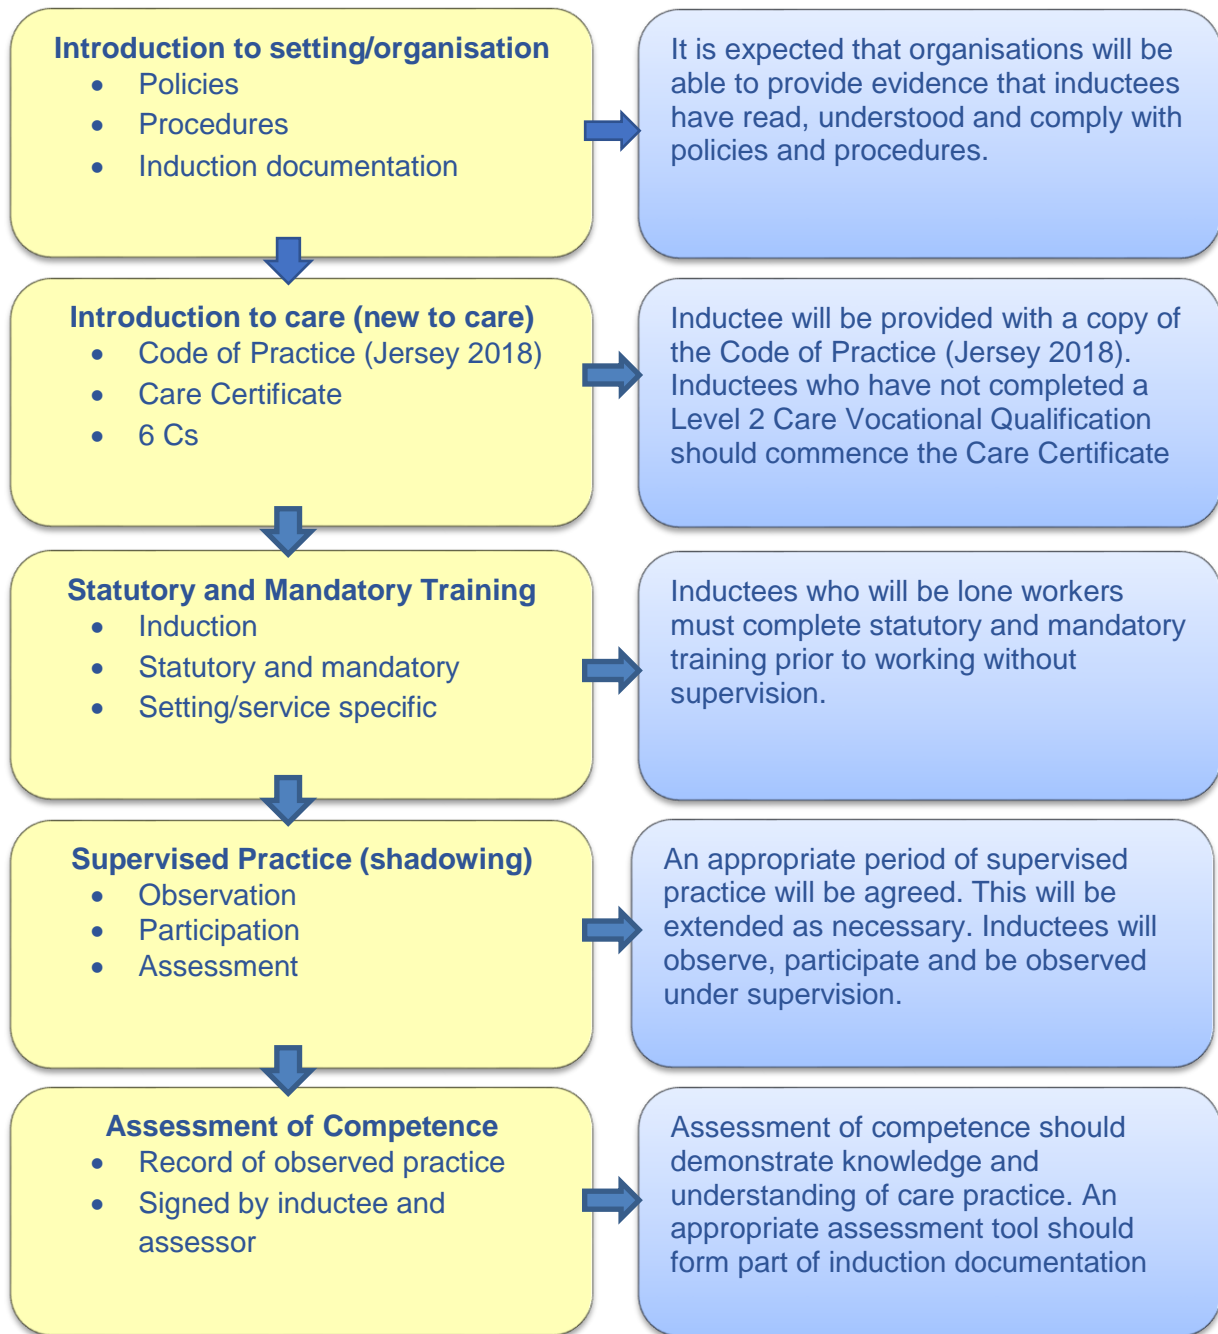 Introduction to setting/organisation
• Policies
• Procedures
• Induction documentation
It is expected that organisations will be
able to provide evidence that inductees
have read, understood and comply with
policies and procedures.
Introduction to care (new to care)
• Code of Practice (Jersey 2018)
• Care Certificate
• 6 Cs
Inductee will be provided with a copy of
the Code of Practice (Jersey 2018).
Inductees who have not completed a
Level 2 Care Vocational Qualification
should commence the Care Certificate
Statutory and Mandatory Training
• Induction
• Statutory and mandatory
• Setting/service specific
Inductees who will be lone workers
must complete statutory and mandatory
training prior to working without
supervision.
Supervised Practice (shadowing)
• Observation
• Participation
• Assessment
An appropriate period of supervised
practice will be agreed. This will be
extended as necessary. Inductees will
observe, participate and be observed
under supervision.
Assessment of Competence
• Record of observed practice
• Signed by inductee and
assessor
Assessment of competence should
demonstrate knowledge and
understanding of care practice. An
appropriate assessment tool should
form part of induction documentation